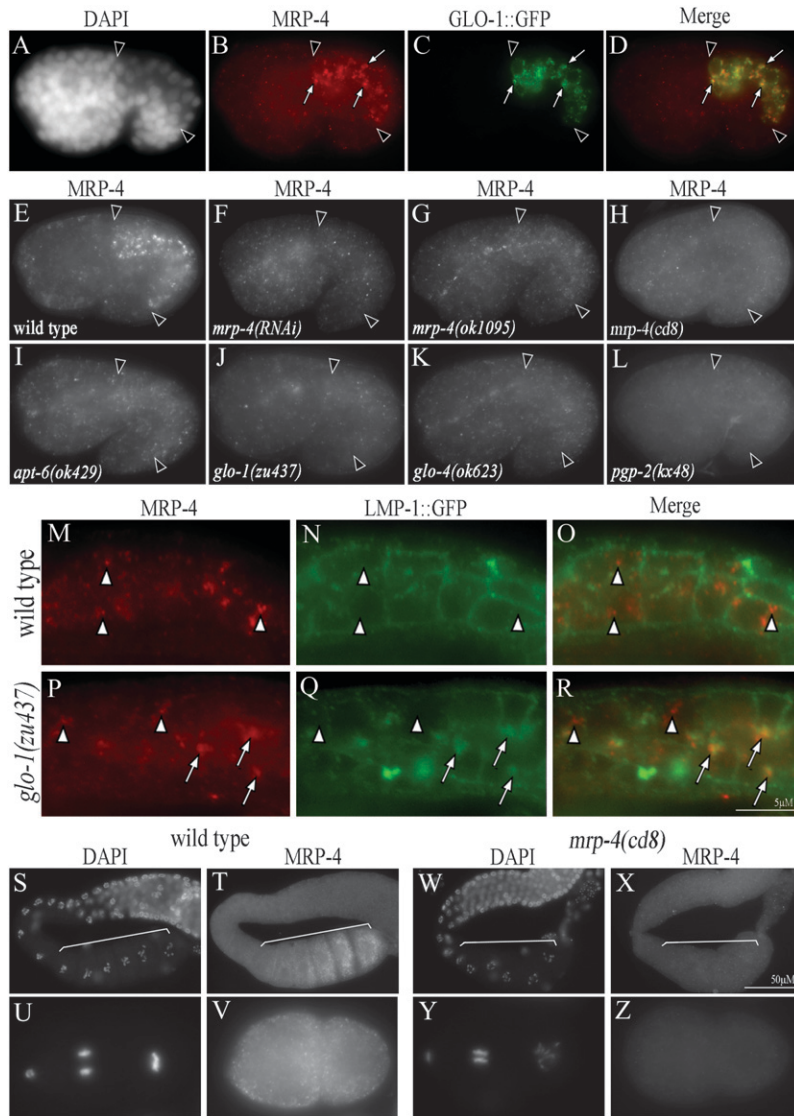 DAPI MRP-4 GLO-1::GFP Merge
A B C D
MRP-4 MRP-4 MRP-4 MRP-4
E F G H
wild type mrp-4(RNAi) mrp-4(ok1095) mrp-4(cd8)
I J K L
apt-6(ok429) glo-1(zu437) glo-4(ok623) pgp-2(kx48)
MRP-4 LMP-1::GFP Merge
wild type
M N O
glo-1(zu437)
P Q R
5μM
wild type mrp-4(cd8)
DAPI MRP-4 DAPI MRP-4
S T W X
50μM
U V Y Z